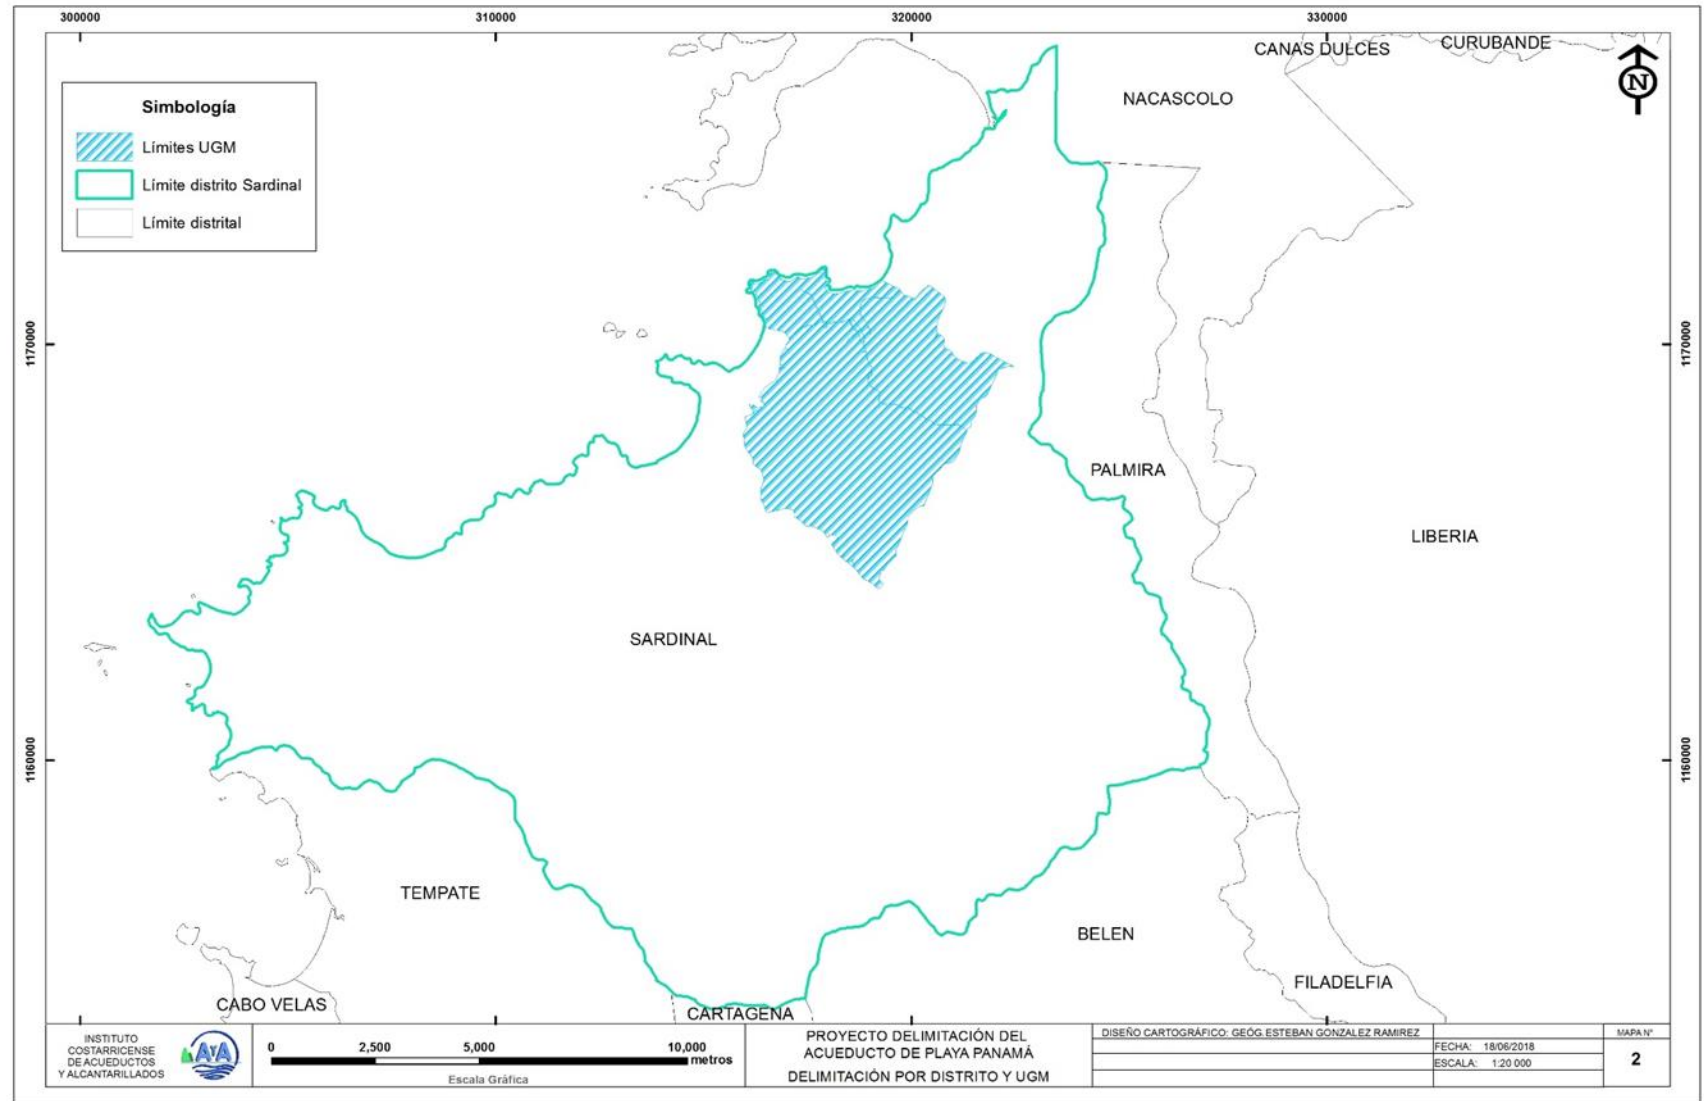 300000
310000
320000
330000
CANAS DULCES
CURUBANDE
N
NACASCOLO
Simbología
Límites UGM
Límite distrito Sardinal
Límite distrital
1170000
1170000
PALMIRA
LIBERIA
SARDINAL
1160000
1160000
TEMPATE
BELEN
FILADELFIA
CABO VELAS
CARTAGENA
INSTITUTO
COSTARRICENSE
DE ACUEDUCTOS
Y ALCANTARILLADOS
AyA
0 2,500 5,000 10,000
metros
Escala Gráfica
PROYECTO DELIMITACIÓN DEL
ACUEDUCTO DE PLAYA PANAMÁ
DELIMITACIÓN POR DISTRITO Y UGM
DISEÑO CARTOGRÁFICO: GEÓG. ESTEBAN GONZALEZ RAMIREZ
FECHA: 18/06/2018
ESCALA: 1:20 000
MAPA N°
2